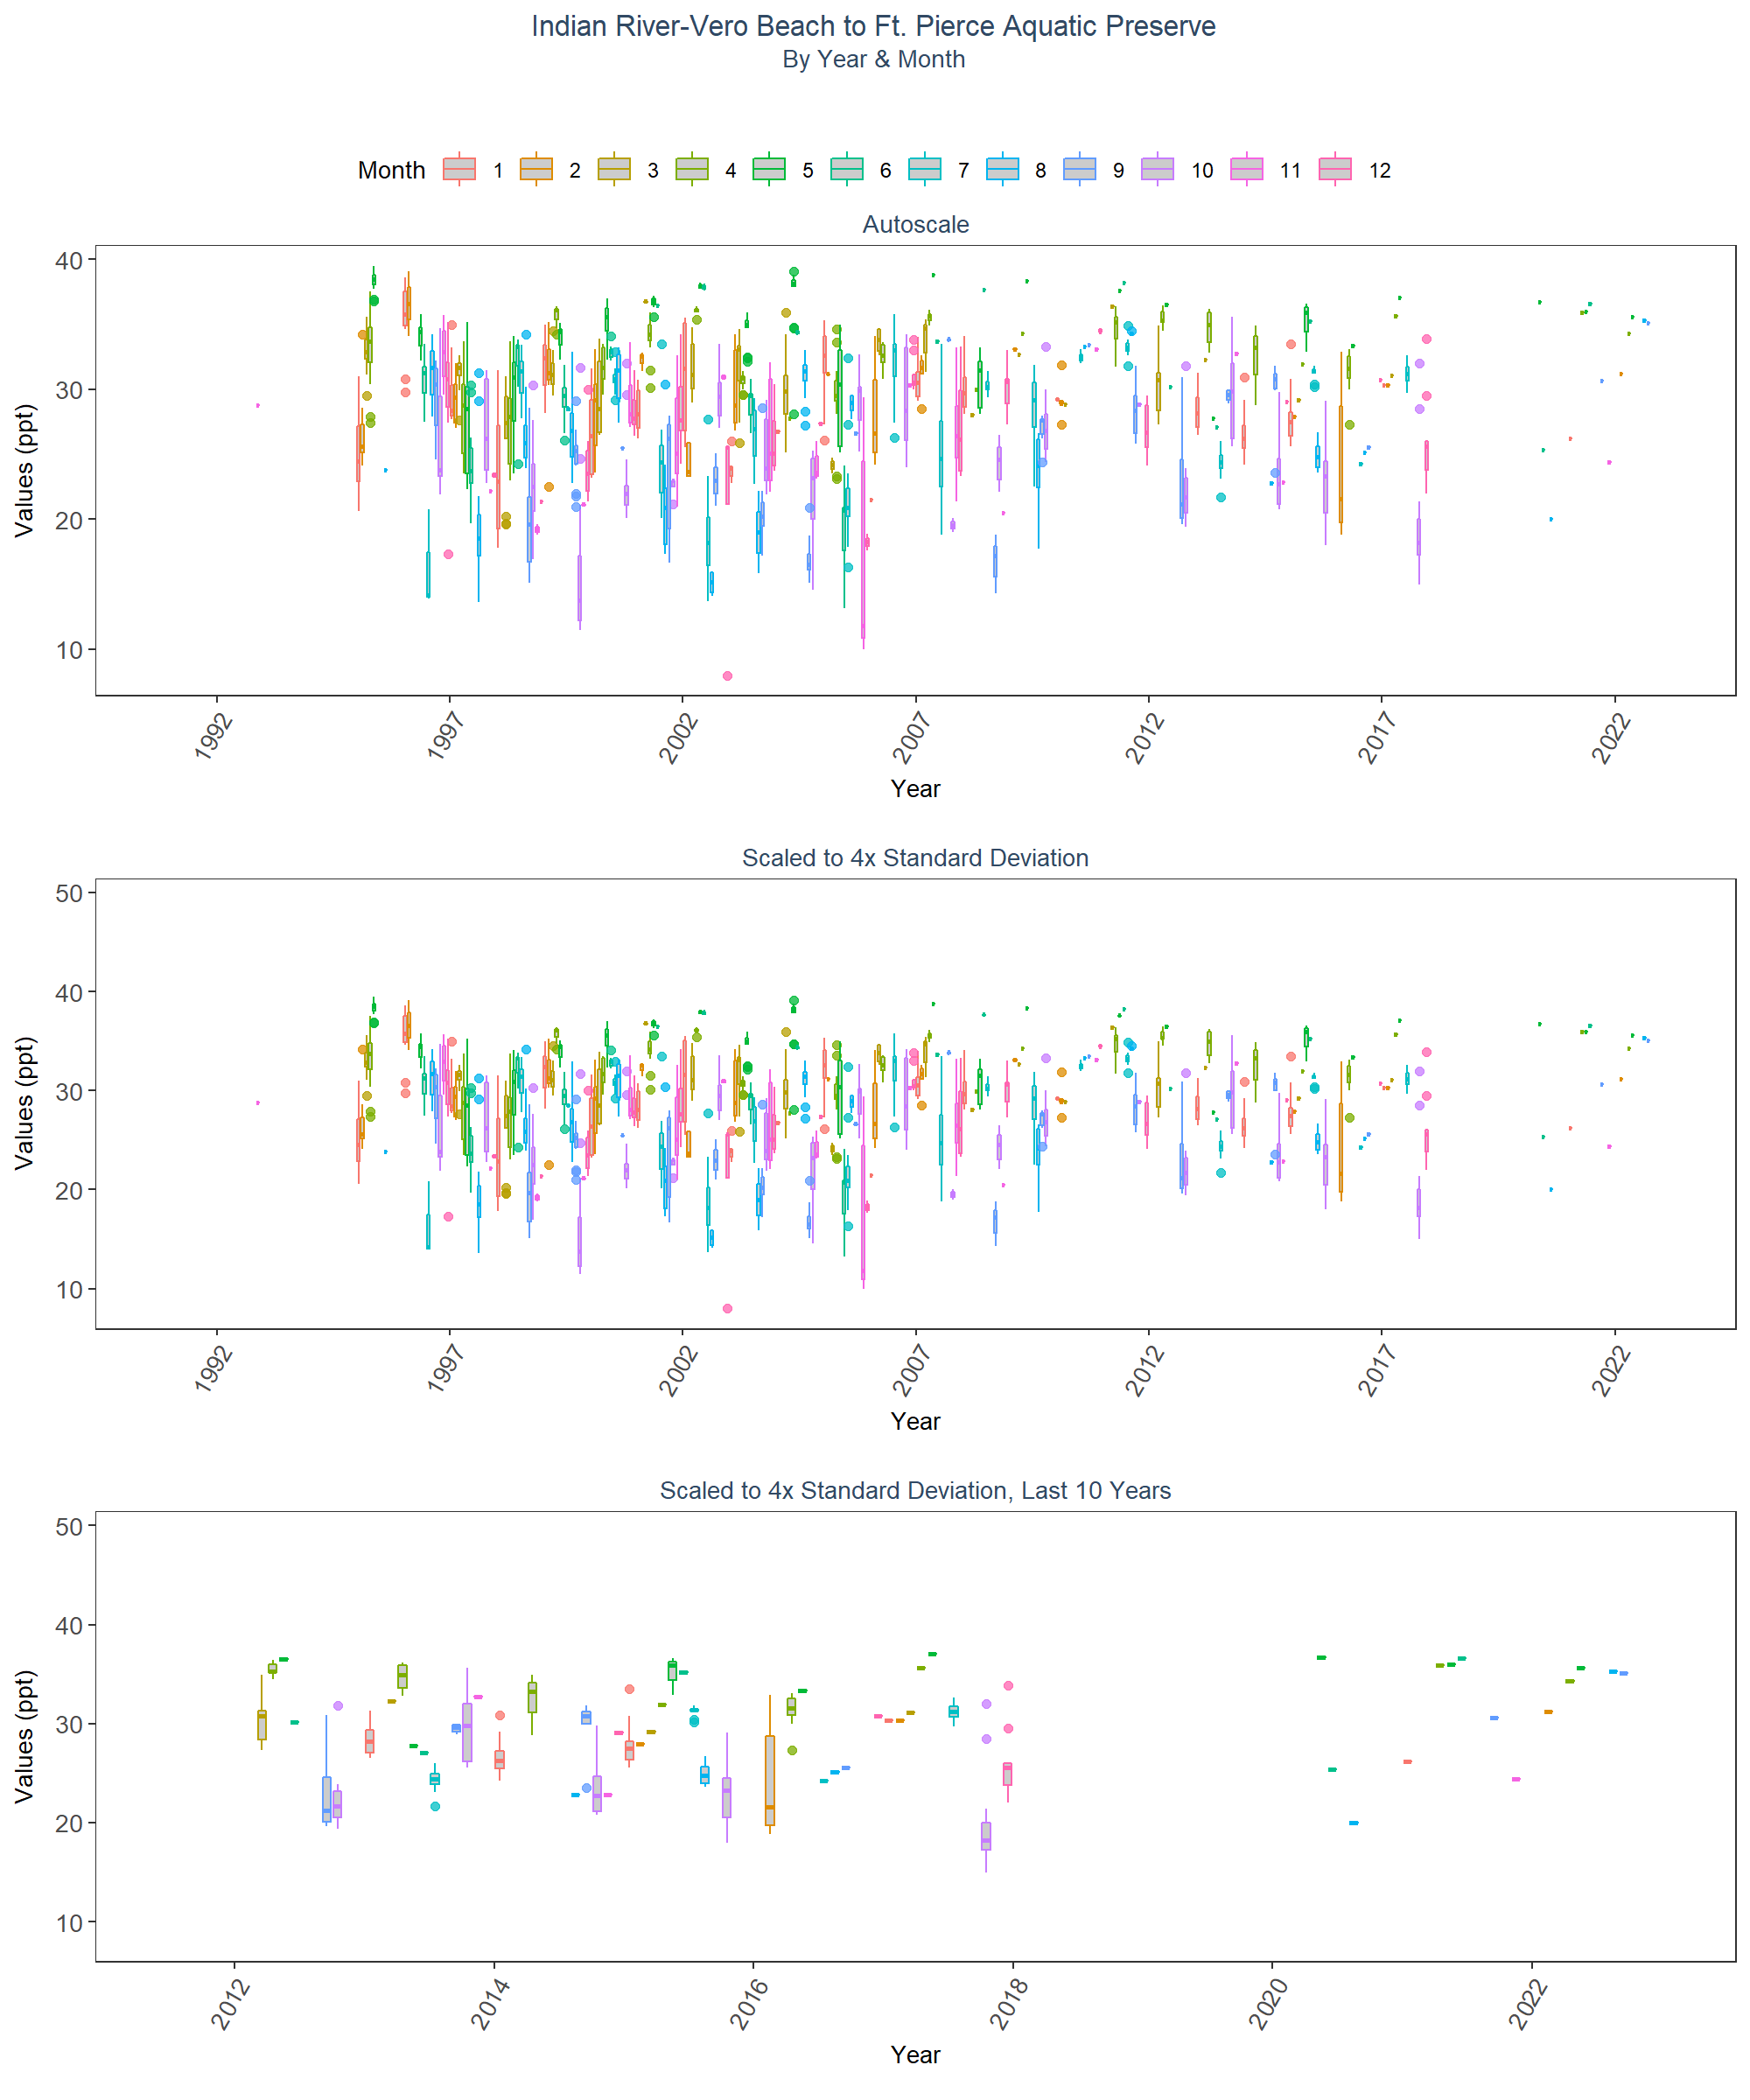 Indian River-Vero Beach to Ft. Pierce Aquatic Preserve
By Year & Month
Month 1 2 3 4 5 6 7 8 9 10 11 12
Autoscale
40
30
20
10
Values (ppt)
1992 1997 2002 2007 2012 2017 2022
Year
Scaled to 4x Standard Deviation
50
40
30
20
10
Values (ppt)
1992 1997 2002 2007 2012 2017 2022
Year
Scaled to 4x Standard Deviation, Last 10 Years
50
40
30
20
10
Values (ppt)
2012 2014 2016 2018 2020 2022
Year